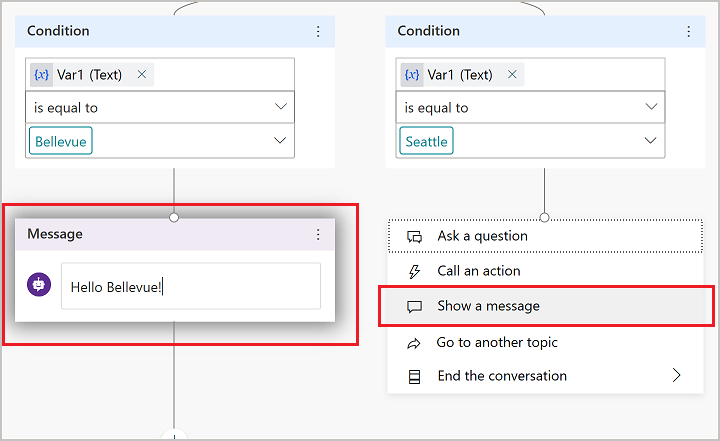 Condition
Var1 (Text)
is equal to
Bellevue
Message
Hello Bellevue!
Condition
Var1 (Text)
is equal to
Seattle
Ask a question
Call an action
Show a message
Go to another topic
End the conversation